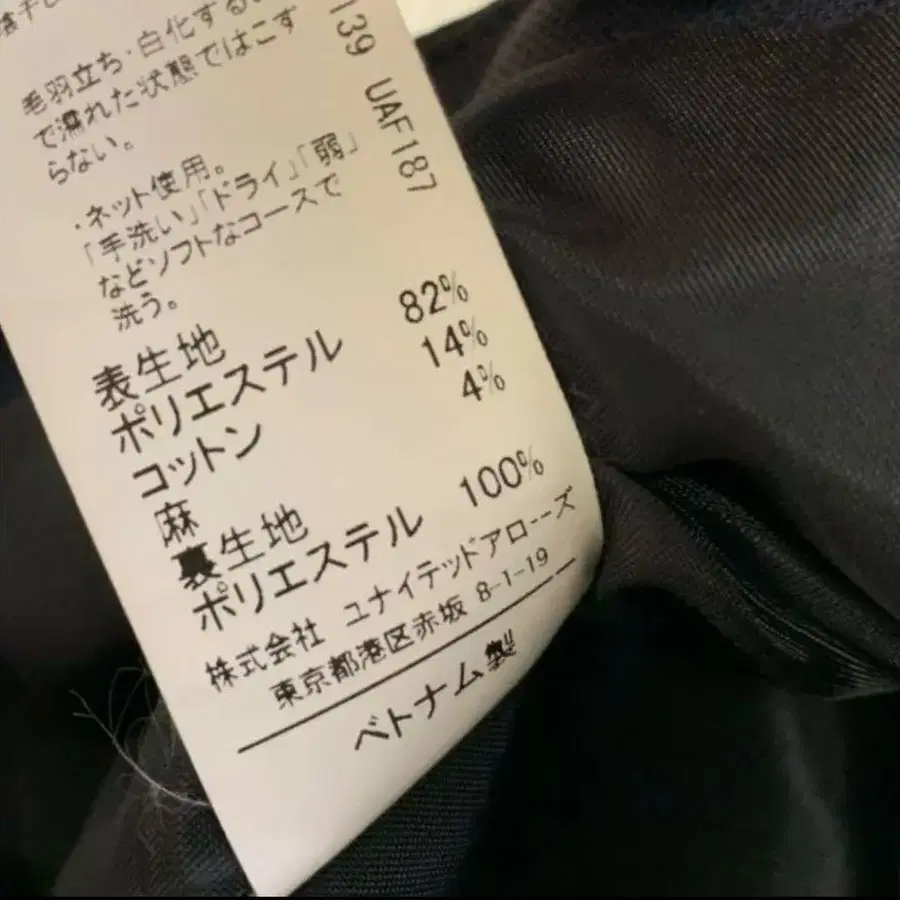 毛羽立ち・白化する
で濡れた状態ではこす
らない。
・ネット使用。
「手洗い」「ドライ」「弱」
などソフトなコースで
洗う。
139 UAF187
表生地
ポリエステル 82%
コットン 14%
麻 4%
裏生地
ポリエステル 100%
株式会社 ユナイテッドアローズ
東京都港区赤坂 8-1-19
ベトナム製